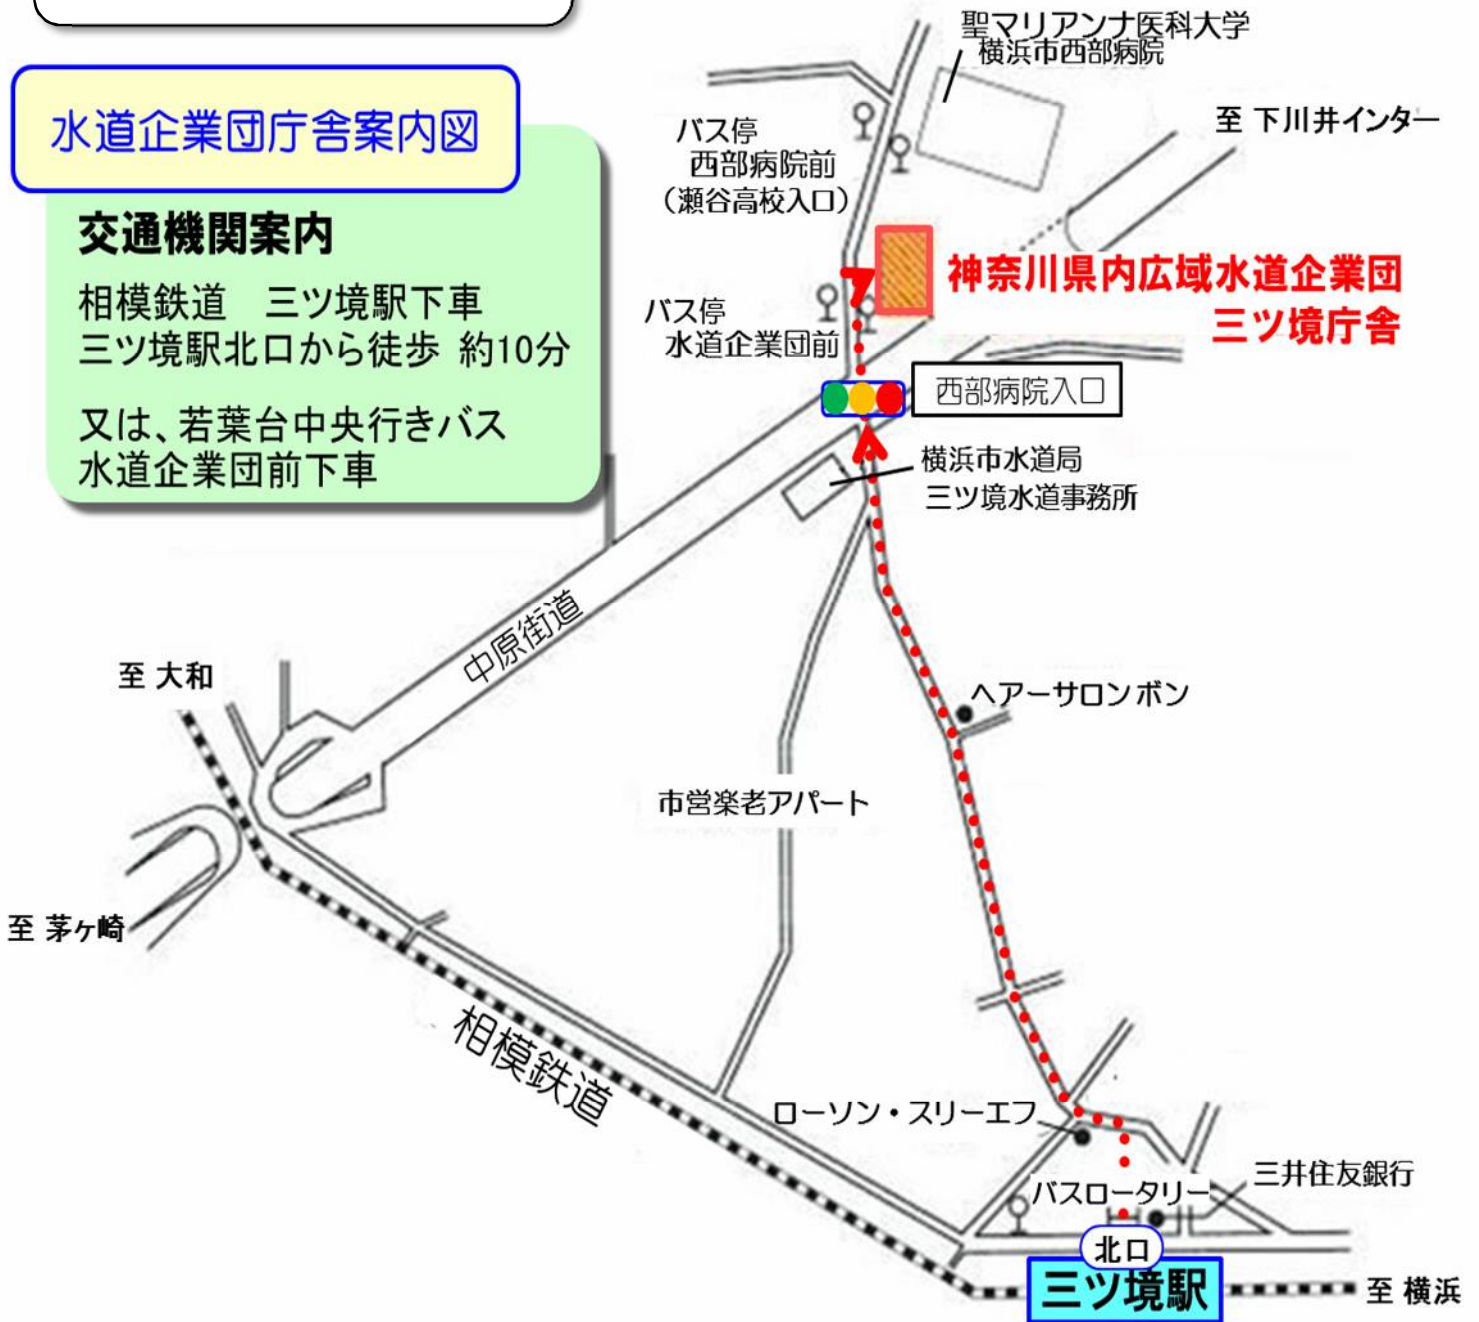 水道企業団庁舎案内図
交通機関案内
相模鉄道　三ツ境駅下車
三ツ境駅北口から徒歩 約10分
又は、若葉台中央行きバス
水道企業団前下車
聖マリアンナ医科大学
横浜市西部病院
至 下川井インター
バス停
西部病院前
（瀬谷高校入口）
神奈川県内広域水道企業団
三ツ境庁舎
バス停
水道企業団前
西部病院入口
横浜市水道局
三ツ境水道事務所
中原街道
至 大和
ヘアーサロン ボン
市営楽老アパート
至 茅ヶ崎
相模鉄道
ローソン・スリーエフ
バスロータリー
三井住友銀行
北口
三ツ境駅
至 横浜